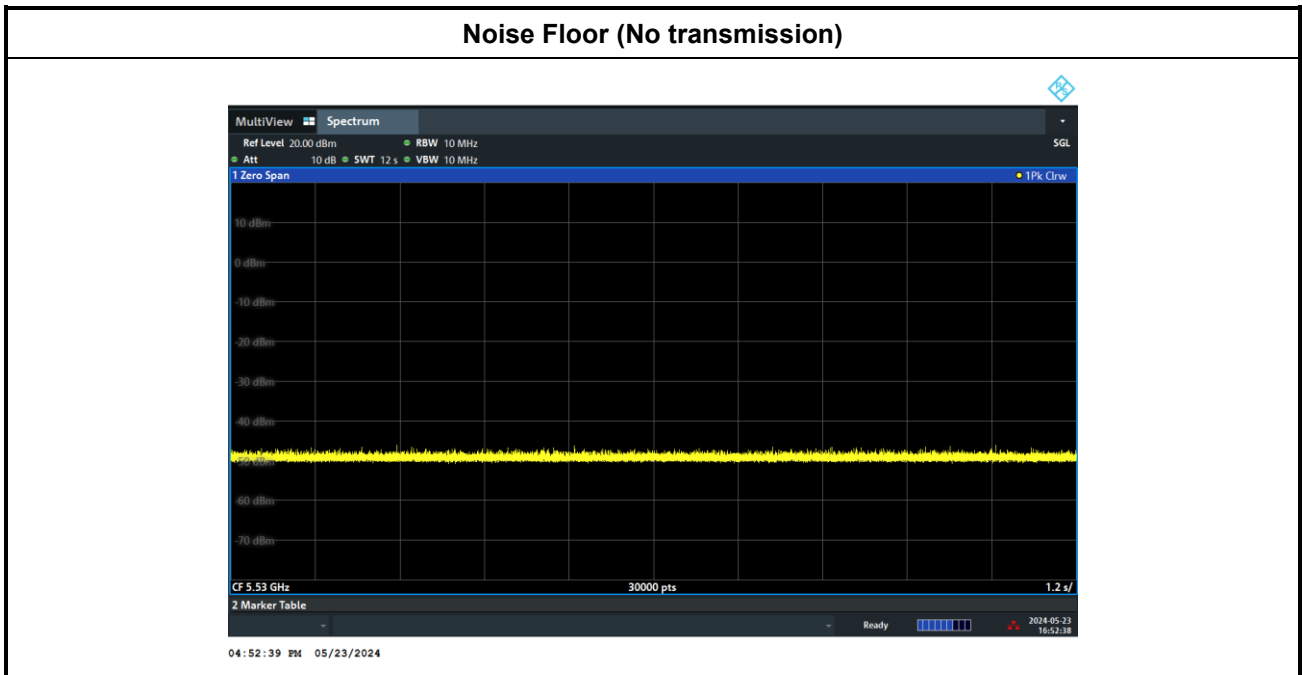 Noise Floor (No transmission)
R S
MultiView Spectrum
Ref Level 20.00 dBm RBW 10 MHz SGL
Att 10 dB SWT 12 s VBW 10 MHz
1 Zero Span 1Pk Clrw
10 dBm
0 dBm
-10 dBm
-20 dBm
-30 dBm
-40 dBm
-50 dBm
-60 dBm
-70 dBm
CF 5.53 GHz 30000 pts 1.2 s/
2 Marker Table
Ready 2024-05-23
16:52:38
04:52:39 PM 05/23/2024